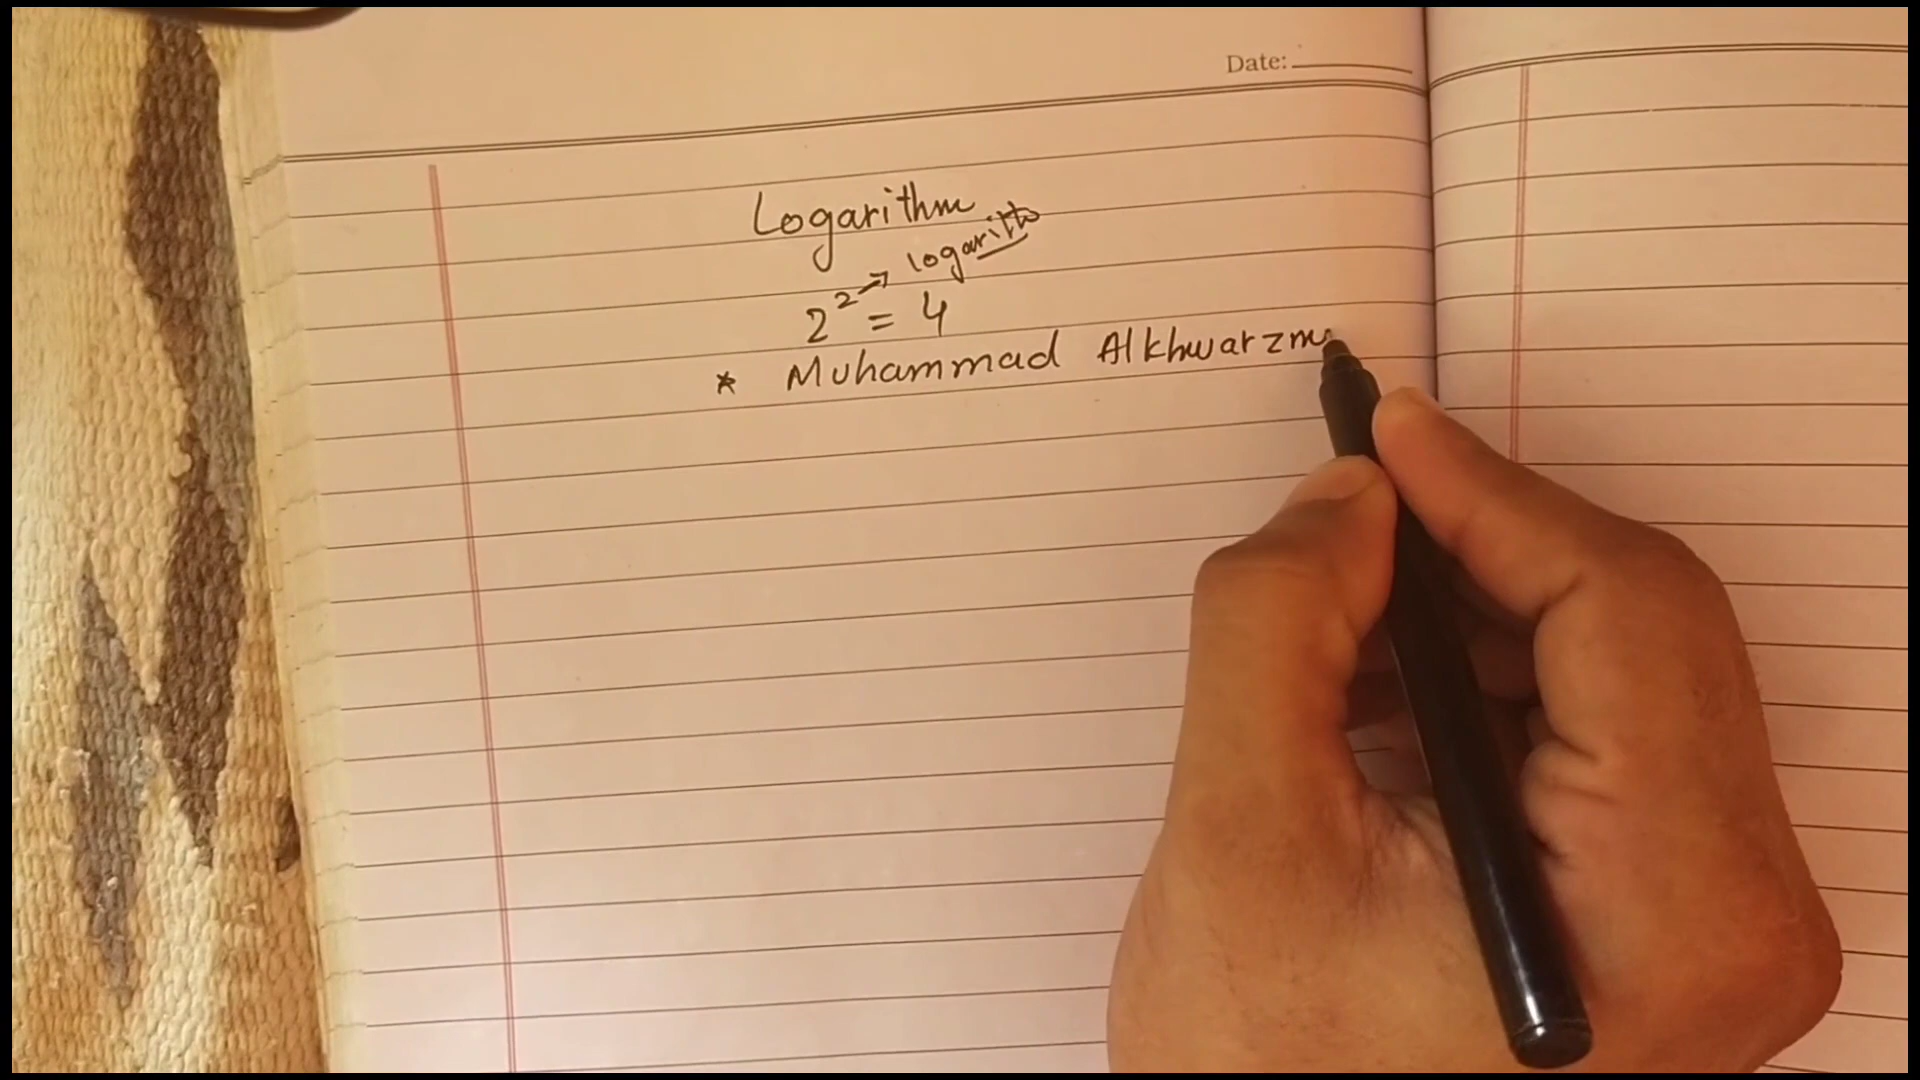 Date:
Logarithm
2² = 4 → logarith
* Muhammad Alkhwarzm